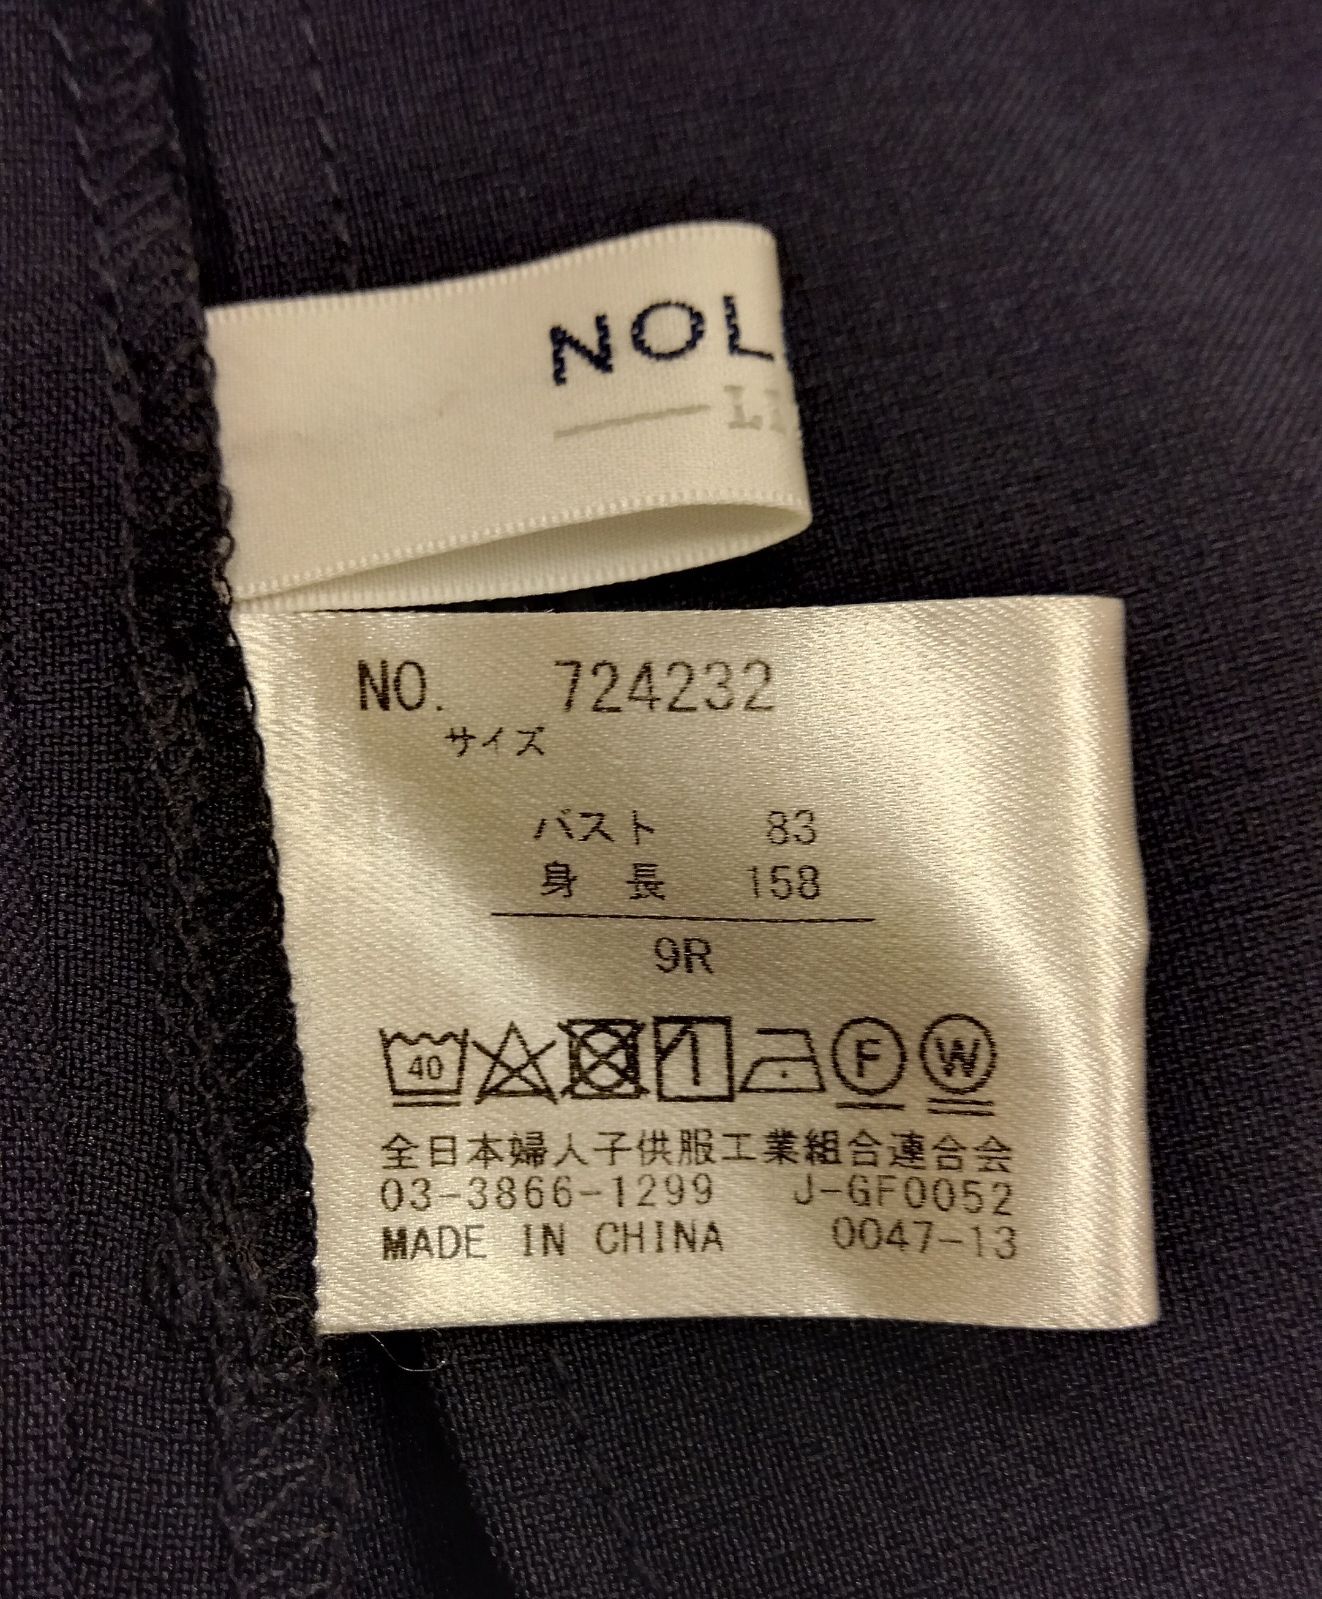 NOL
NO. 724232
サイズ
バスト 83
身長 158
9R
40 F W
全日本婦人子供服工業組合連合会
03-3866-1299 J-GF0052
MADE IN CHINA 0047-13